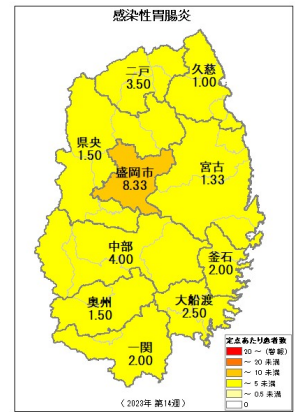 感染性胃腸炎
二戸
3.50
久慈
1.00
県央
1.50
盛岡市
8.33
宮古
1.33
中部
4.00
釜石
2.00
奥州
1.50
大船渡
2.50
一関
2.00
定点あたり患者数
20 ～ (警報)
～ 20 未満
～ 10 未満
～ 5 未満
～ 0.5 未満
0
(2023年 第14週)